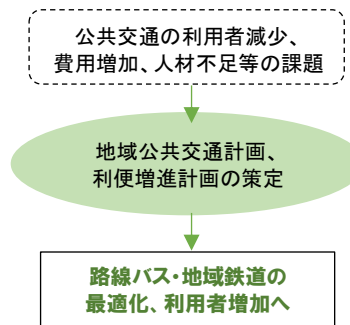 公共交通の利用者減少、
費用増加、人材不足等の課題
地域公共交通計画、
利便増進計画の策定
路線バス・地域鉄道の
最適化、利用者増加へ